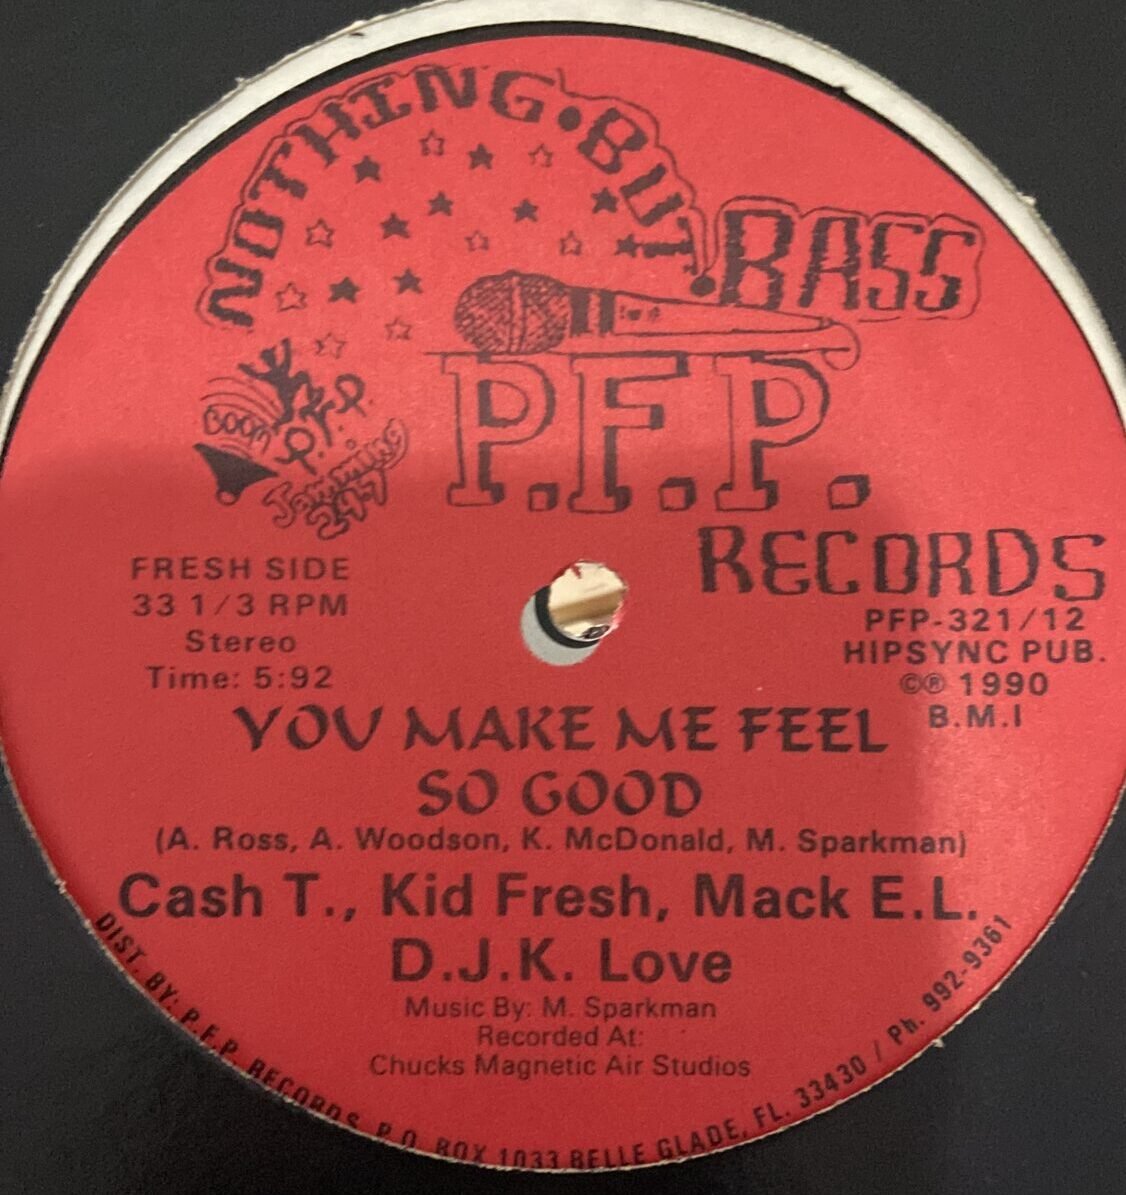 NOTHING • BUT • BASS
BOOM
P.F.P.
P.F.P.
RECORDS
FRESH SIDE
33 1/3 RPM
Stereo
Time: 5:92
PFP-321/12
HIPSYNC PUB.
©® 1990
B.M.I
YOU MAKE ME FEEL
SO GOOD
(A. Ross, A. Woodson, K. McDonald, M. Sparkman)
Cash T., Kid Fresh, Mack E.L.
D.J.K. Love
Music By: M. Sparkman
Recorded At:
Chucks Magnetic Air Studios
DIST. BY: P.F.P. RECORDS, P.O. BOX 1033 BELLE GLADE, FL. 33430 / Ph. 992-9361